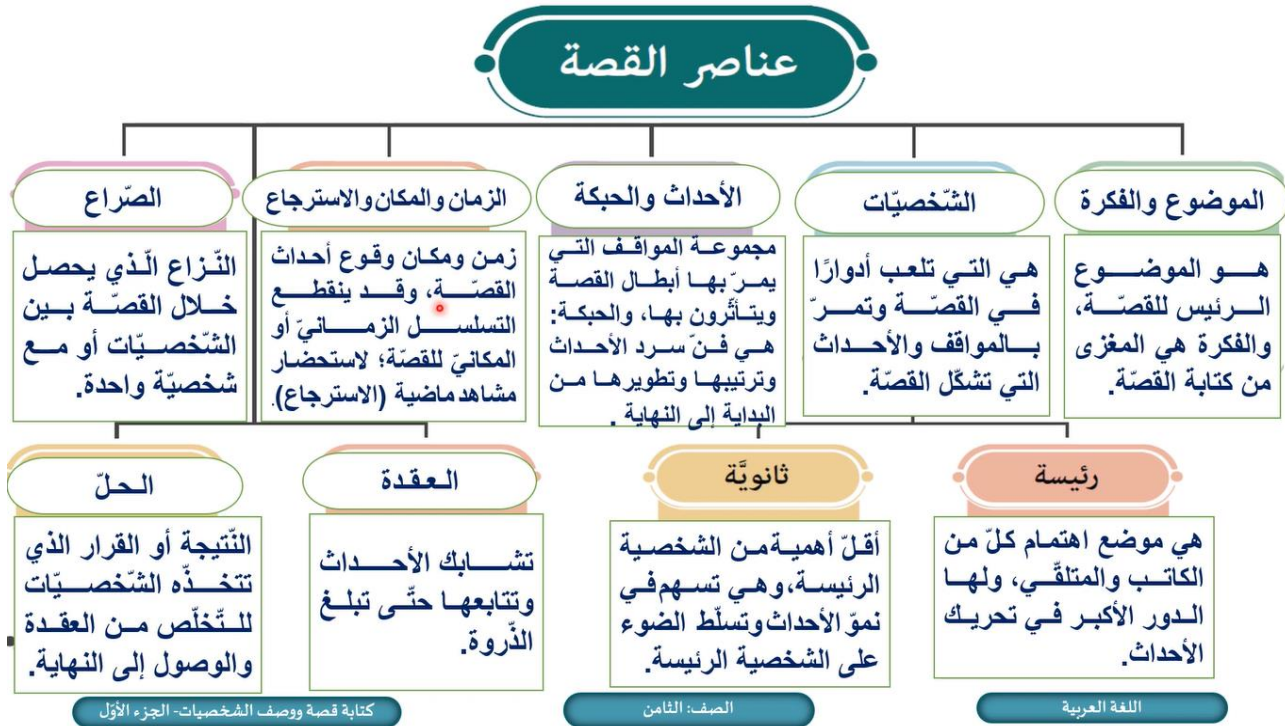 عناصر القصة
الموضوع والفكرة
هو الموضوع
الرئيس للقصّة،
والفكرة هي المغزى
من كتابة القصّة.
الشّخصيّات
هي التي تلعب أدوارًا
في القصّة وتمرّ
بالمواقف والأحداث
التي تشكّل القصّة.
الأحداث والحبكة
مجموعة المواقف التي
يمرّ بها أبطال القصة
ويتأثّرون بها، والحبكة:
هي فنّ سرد الأحداث
وترتيبها وتطويرها من
البداية إلى النهاية .
الزمان والمكان والاسترجاع
زمن ومكان وقوع أحداث
القصّة، وقد ينقطع
التسلسل الزمانيّ أو
المكانيّ للقصّة؛ لاستحضار
مشاهد ماضية (الاسترجاع).
الصّراع
النّزاع الّذي يحصل
خلال القصّة بين
الشّخصيّات أو مع
شخصيّة واحدة.
رئيسة
هي موضع اهتمام كلّ من
الكاتب والمتلقّي، ولها
الدور الأكبر في تحريك
الأحداث.
ثانويَّة
أقلّ أهمية من الشخصية
الرئيسة، وهي تسهم في
نموّ الأحداث وتسلّط الضوء
على الشخصية الرئيسة.
العقدة
تشابك الأحداث
وتتابعها حتّى تبلغ
الذّروة.
الحلّ
النّتيجة أو القرار الذي
تتخذّه الشّخصيّات
للتّخلّص من العقدة
والوصول إلى النهاية.
اللغة العربية
الصف: الثامن
كتابة قصة ووصف الشخصيات- الجزء الأوّل